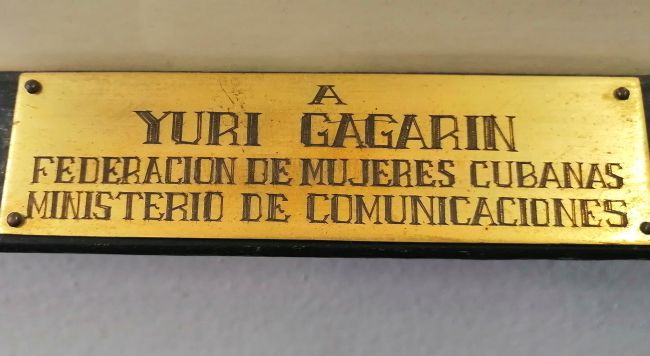 A
YURI GAGARIN
FEDERACION DE MUJERES CUBANAS
MINISTERIO DE COMUNICACIONES